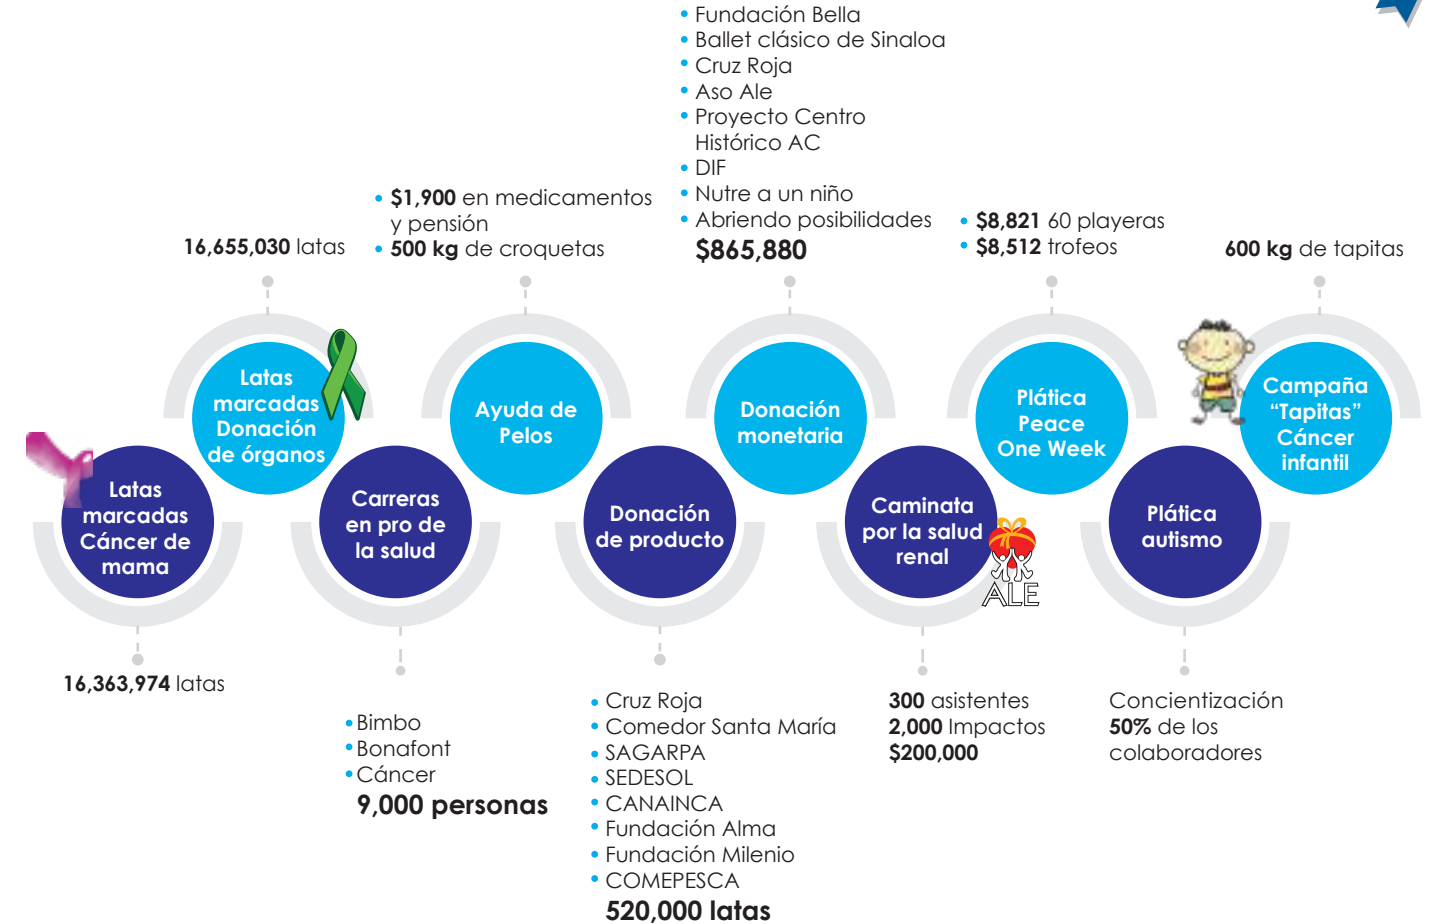 • Fundación Bella
• Ballet clásico de Sinaloa
• Cruz Roja
• Aso Ale
• Proyecto Centro
Histórico AC
• DIF
• Nutre a un niño
• Abriendo posibilidades
$865,880
16,655,030 latas
• $1,900 en medicamentos
y pensión
• 500 kg de croquetas
• $8,821 60 playeras
• $8,512 trofeos
600 kg de tapitas
Latas
marcadas
Cáncer de
mama
Latas
marcadas
Donación
de órganos
Carreras
en pro de
la salud
Ayuda de
Pelos
Donación
de producto
Donación
monetaria
Caminata
por la salud
renal
ALE
Plática
Peace
One Week
Plática
autismo
Campaña
“Tapitas”
Cáncer
infantil
16,363,974 latas
• Bimbo
• Bonafont
• Cáncer
9,000 personas
• Cruz Roja
• Comedor Santa María
• SAGARPA
• SEDESOL
• CANAINCA
• Fundación Alma
• Fundación Milenio
• COMEPESCA
520,000 latas
300 asistentes
2,000 Impactos
$200,000
Concientización
50% de los
colaboradores